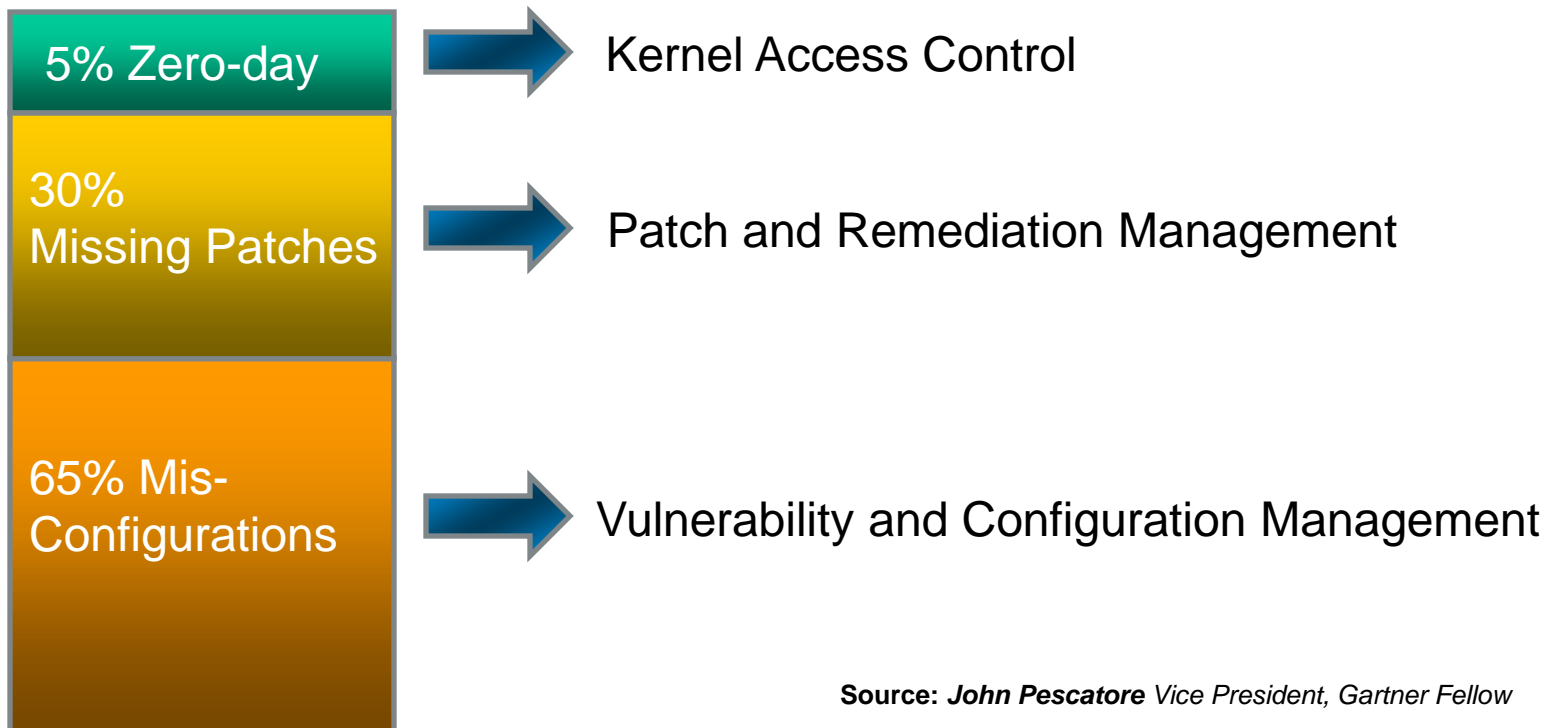 5% Zero-day
Kernel Access Control
30%
Missing Patches
Patch and Remediation Management
65% Mis-
Configurations
Vulnerability and Configuration Management
Source: John Pescatore Vice President, Gartner Fellow